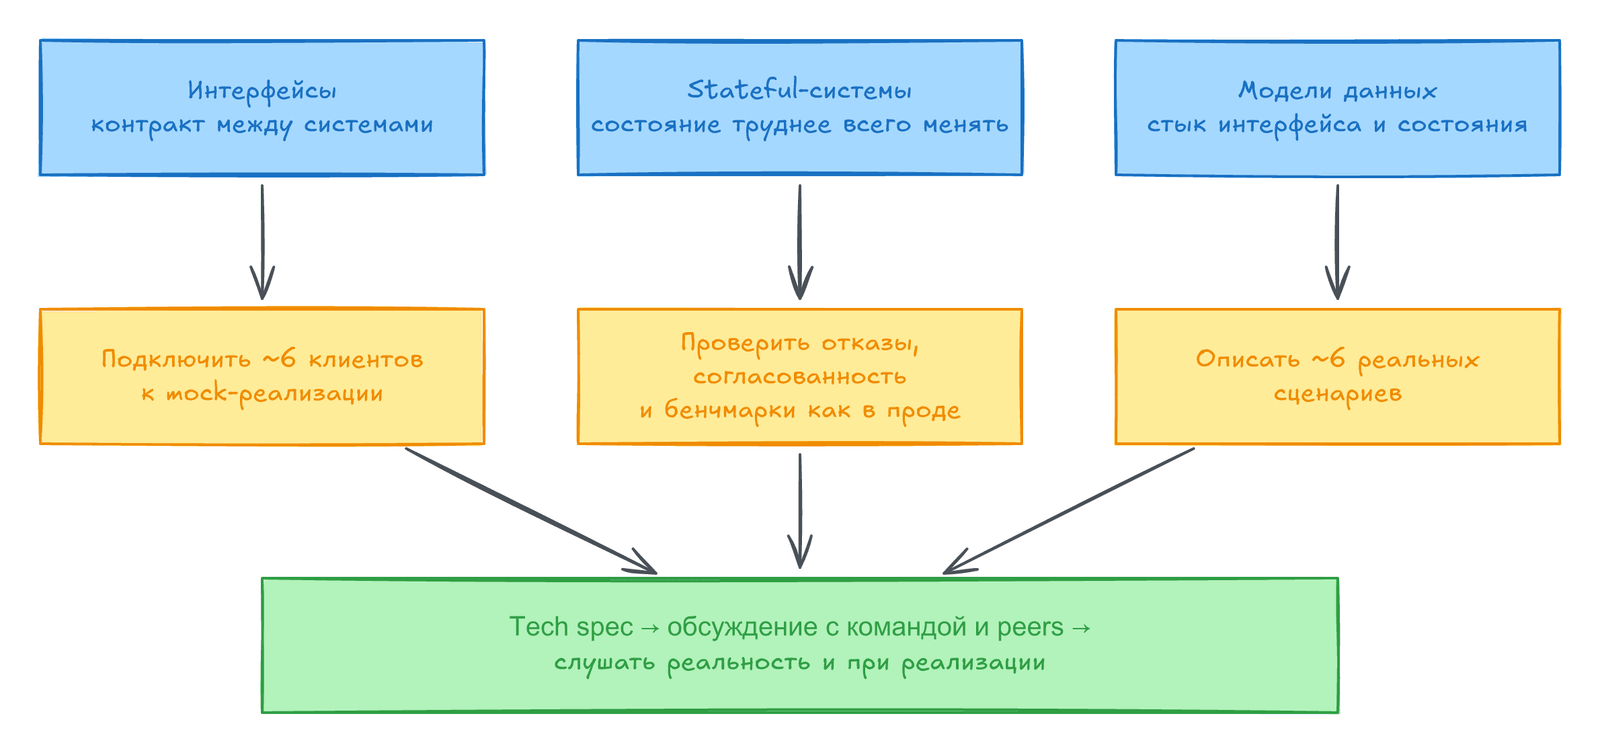 Интерфейсы
контракт между системами
Stateful-системы
состояние труднее всего менять
Модели данных
стык интерфейса и состояния
Подключить ~6 клиентов
к mock-реализации
Проверить отказы,
согласованность
и бенчмарки как в проде
Описать ~6 реальных
сценариев
Tech spec → обсуждение с командой и peers →
слушать реальность и при реализации